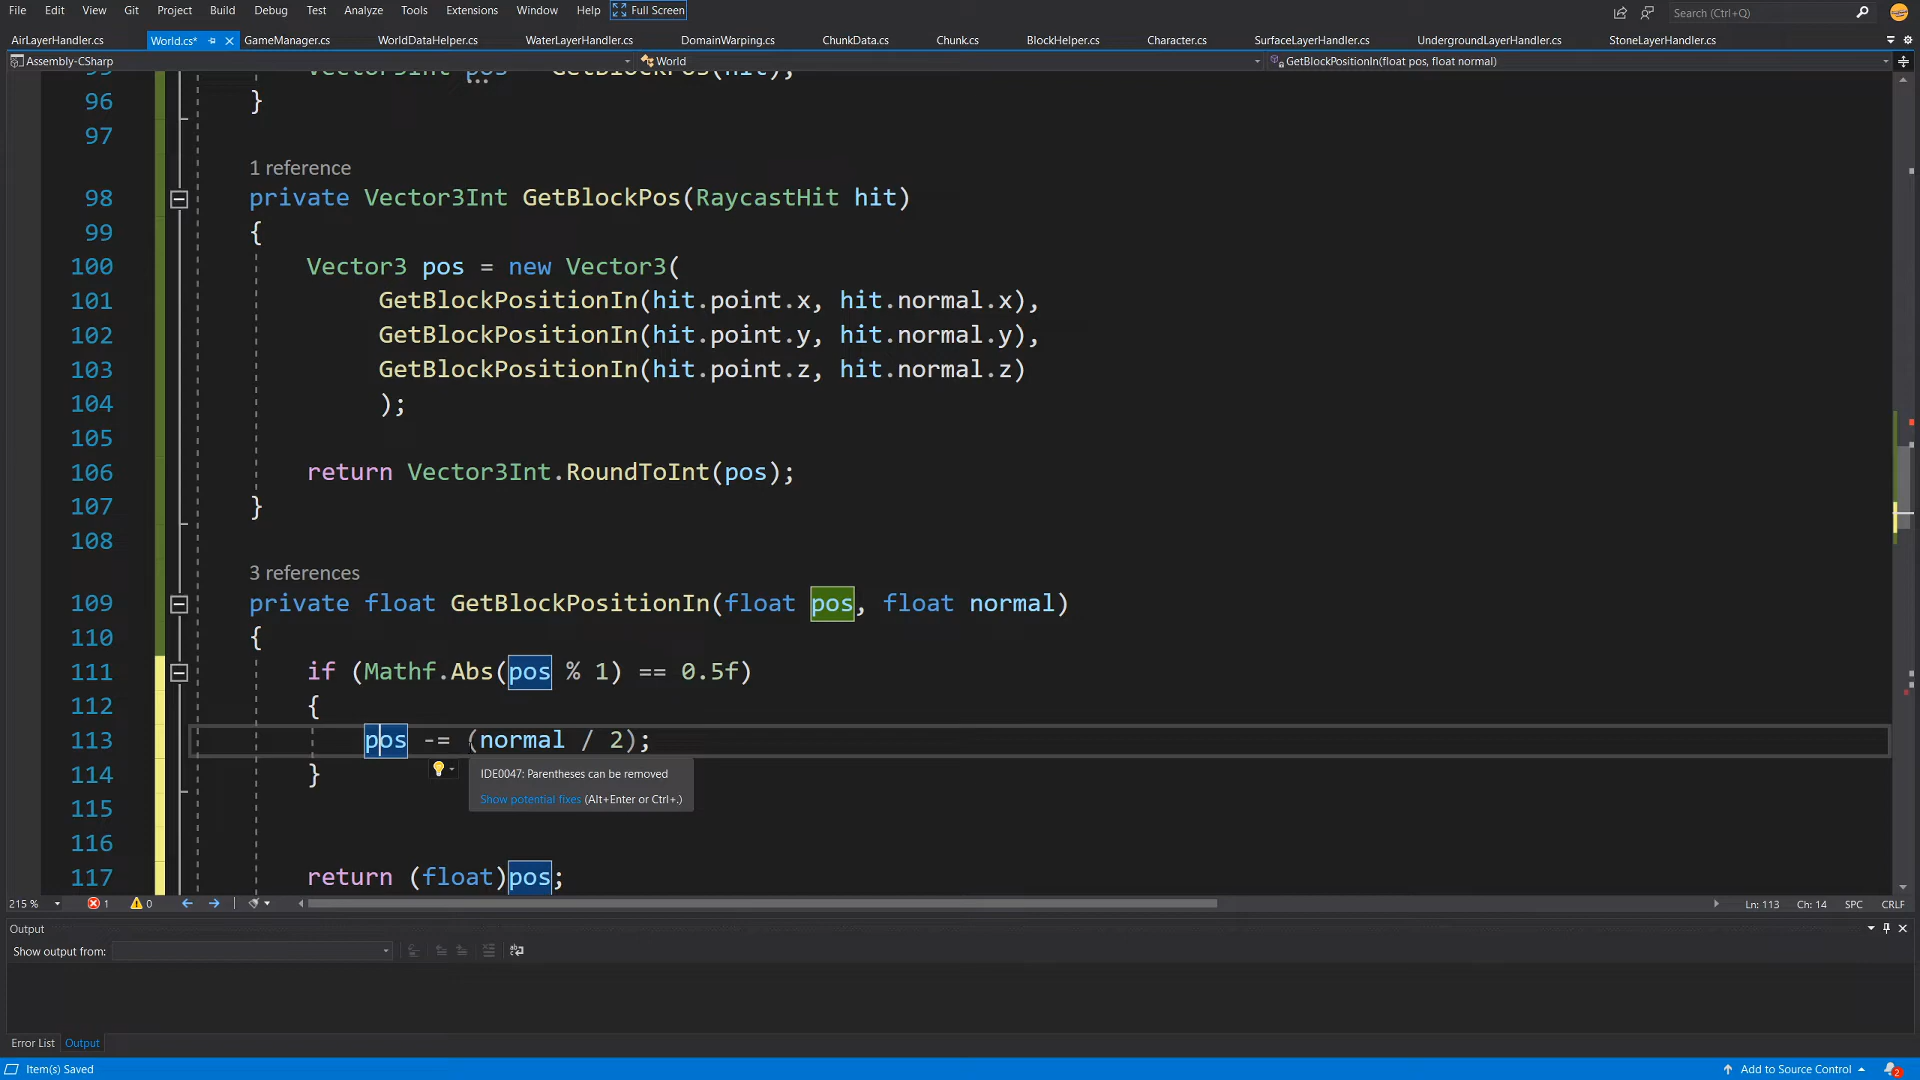 File Edit View Git Project Build Debug Test Analyze Tools Extensions Window Help Full Screen Search (Ctrl+Q)
AirLayerHandler.cs World.cs* GameManager.cs WorldDataHelper.cs WaterLayerHandler.cs DomainWarping.cs ChunkData.cs Chunk.cs BlockHelper.cs Character.cs SurfaceLayerHandler.cs UndergroundLayerHandler.cs StoneLayerHandler.cs
Assembly-CSharp World GetBlockPositionIn(float pos, float normal)
95 Vector3Int pos = GetBlockPos(hit);
96 }
97
1 reference
98 private Vector3Int GetBlockPos(RaycastHit hit)
99 {
100 Vector3 pos = new Vector3(
101 GetBlockPositionIn(hit.point.x, hit.normal.x),
102 GetBlockPositionIn(hit.point.y, hit.normal.y),
103 GetBlockPositionIn(hit.point.z, hit.normal.z)
104 );
105
106 return Vector3Int.RoundToInt(pos);
107 }
108
3 references
109 private float GetBlockPositionIn(float pos, float normal)
110 {
111 if (Mathf.Abs(pos % 1) == 0.5f)
112 {
113 pos -= (normal / 2);
IDE0047: Parentheses can be removed
114 }
Show potential fixes (Alt+Enter or Ctrl+.)
115
116
117 return (float)pos;
215 % 1 0 Ln: 113 Ch: 14 SPC CRLF
Output
Show output from:
Error List Output
Item(s) Saved Add to Source Control 2